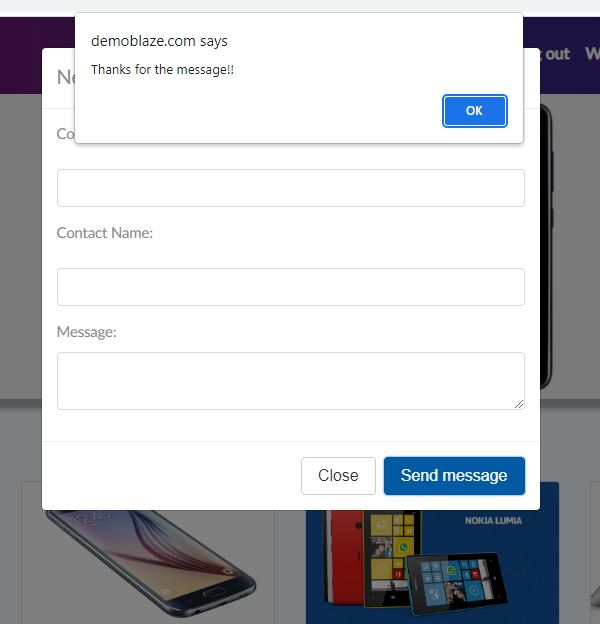 demoblaze.com says
Thanks for the message!!
OK
out
Contact Name:
Message:
Close
Send message
NOKIA LUMIA